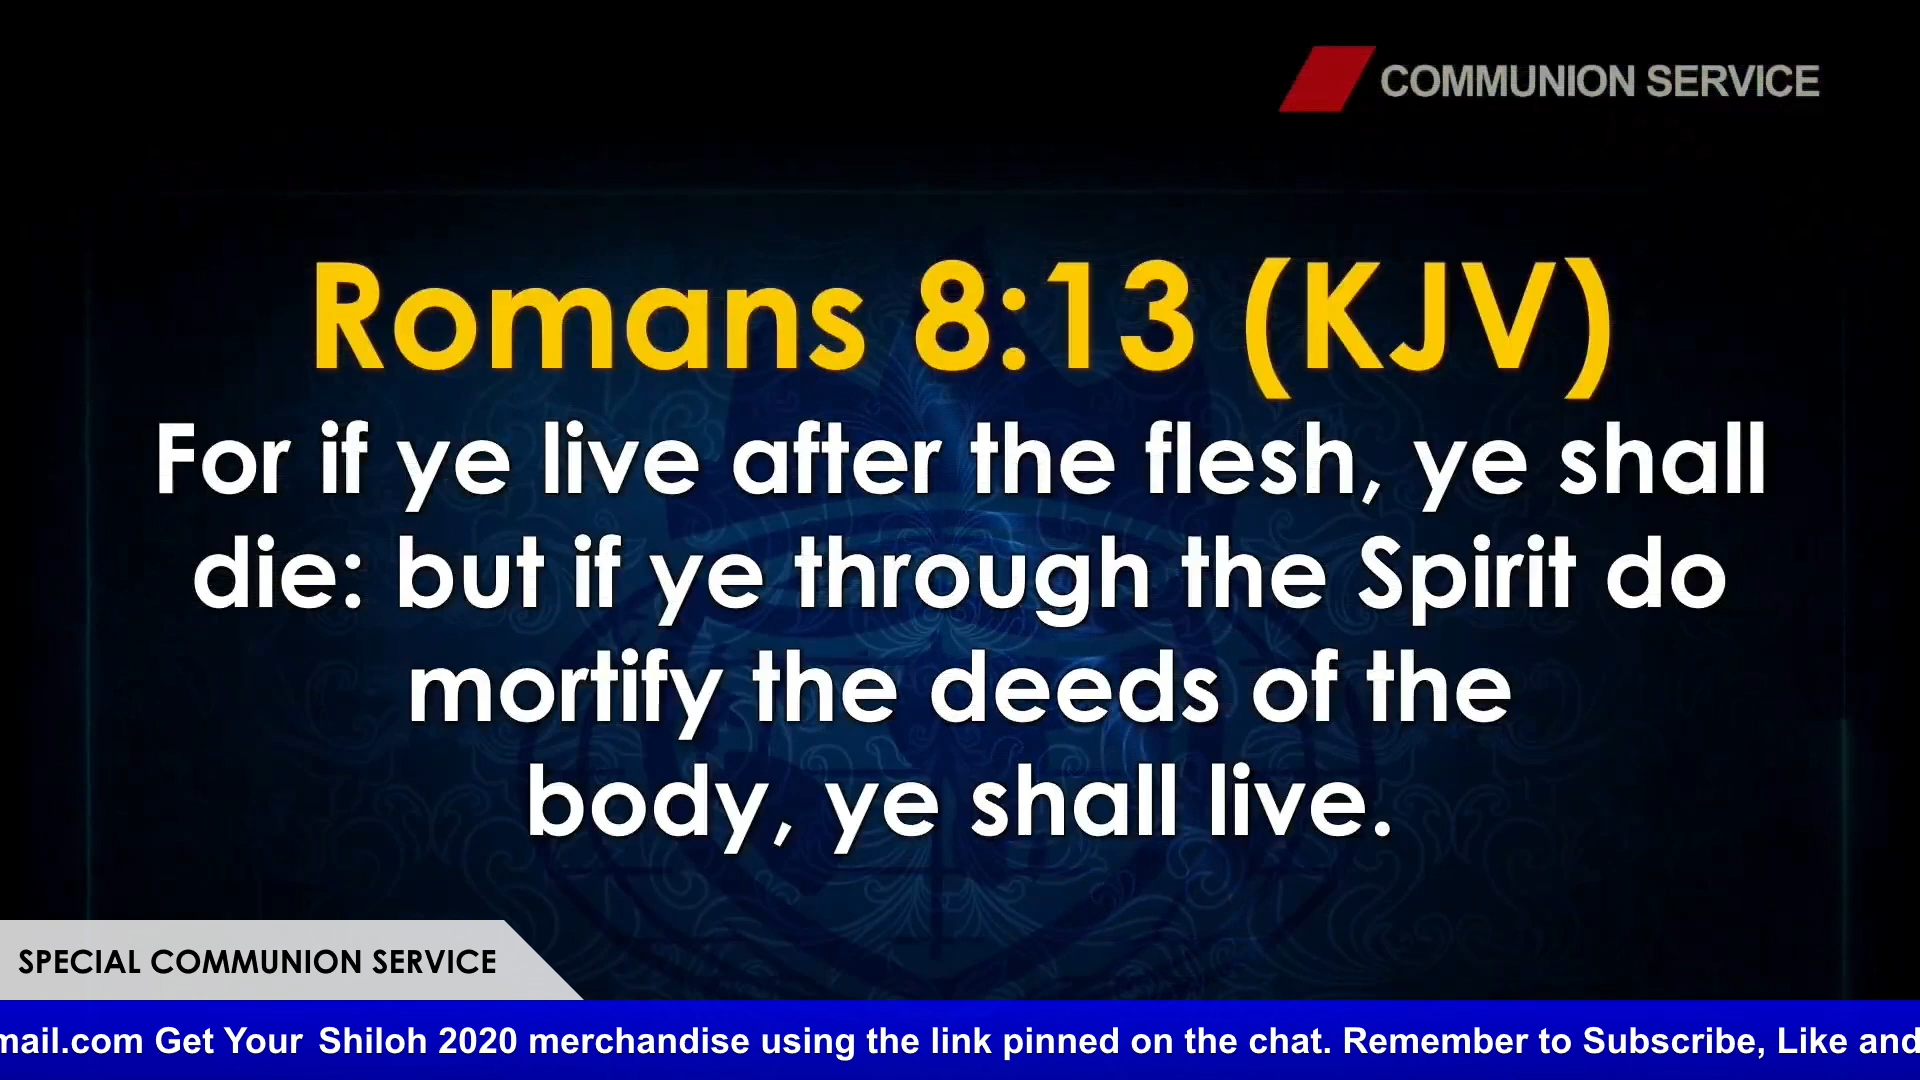 COMMUNION SERVICE
Romans 8:13 (KJV)
For if ye live after the flesh, ye shall
die: but if ye through the Spirit do
mortify the deeds of the
body, ye shall live.
SPECIAL COMMUNION SERVICE
mail.com Get Your Shiloh 2020 merchandise using the link pinned on the chat. Remember to Subscribe, Like and